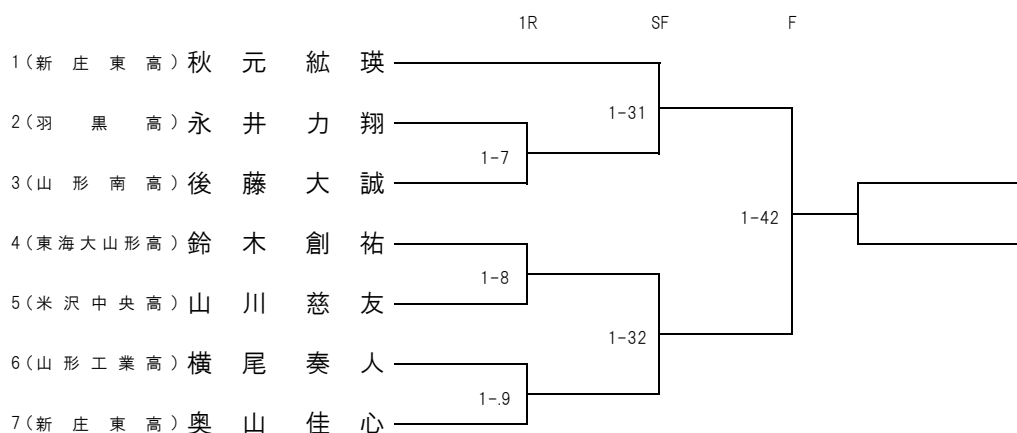 1R SF F
1(新庄東高) 秋元紘瑛
1-31
2(羽黒高) 永井力翔
1-7
3(山形南高) 後藤大誠
1-42
4(東海大山形高) 鈴木創祐
1-8
5(米沢中央高) 山川慈友
1-32
6(山形工業高) 横尾奏人
1-.9
7(新庄東高) 奥山佳心